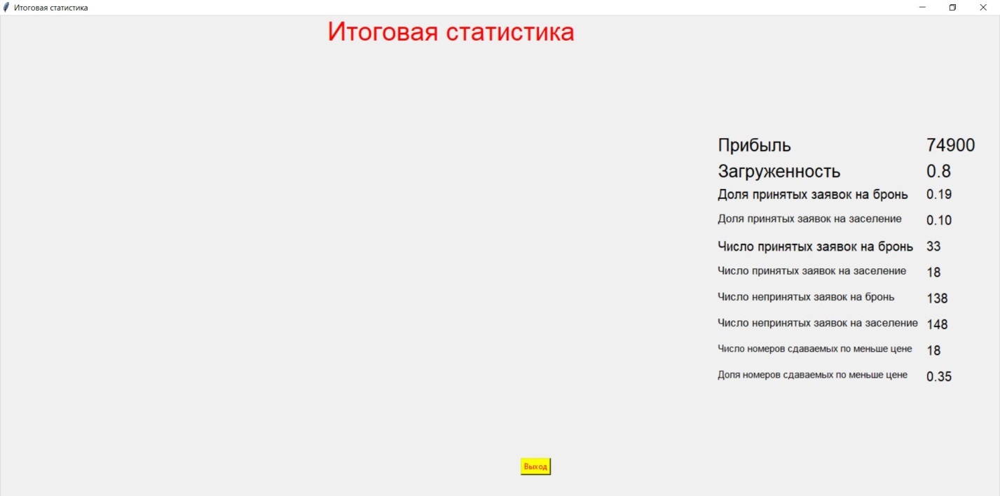 Итоговая статистика
Итоговая статистика
Прибыль 74900
Загруженность 0.8
Доля принятых заявок на бронь 0.19
Доля принятых заявок на заселение 0.10
Число принятых заявок на бронь 33
Число принятых заявок на заселение 18
Число непринятых заявок на бронь 138
Число непринятых заявок на заселение 148
Число номеров сдаваемых по меньше цене 18
Доля номеров сдаваемых по меньше цене 0.35
Выход